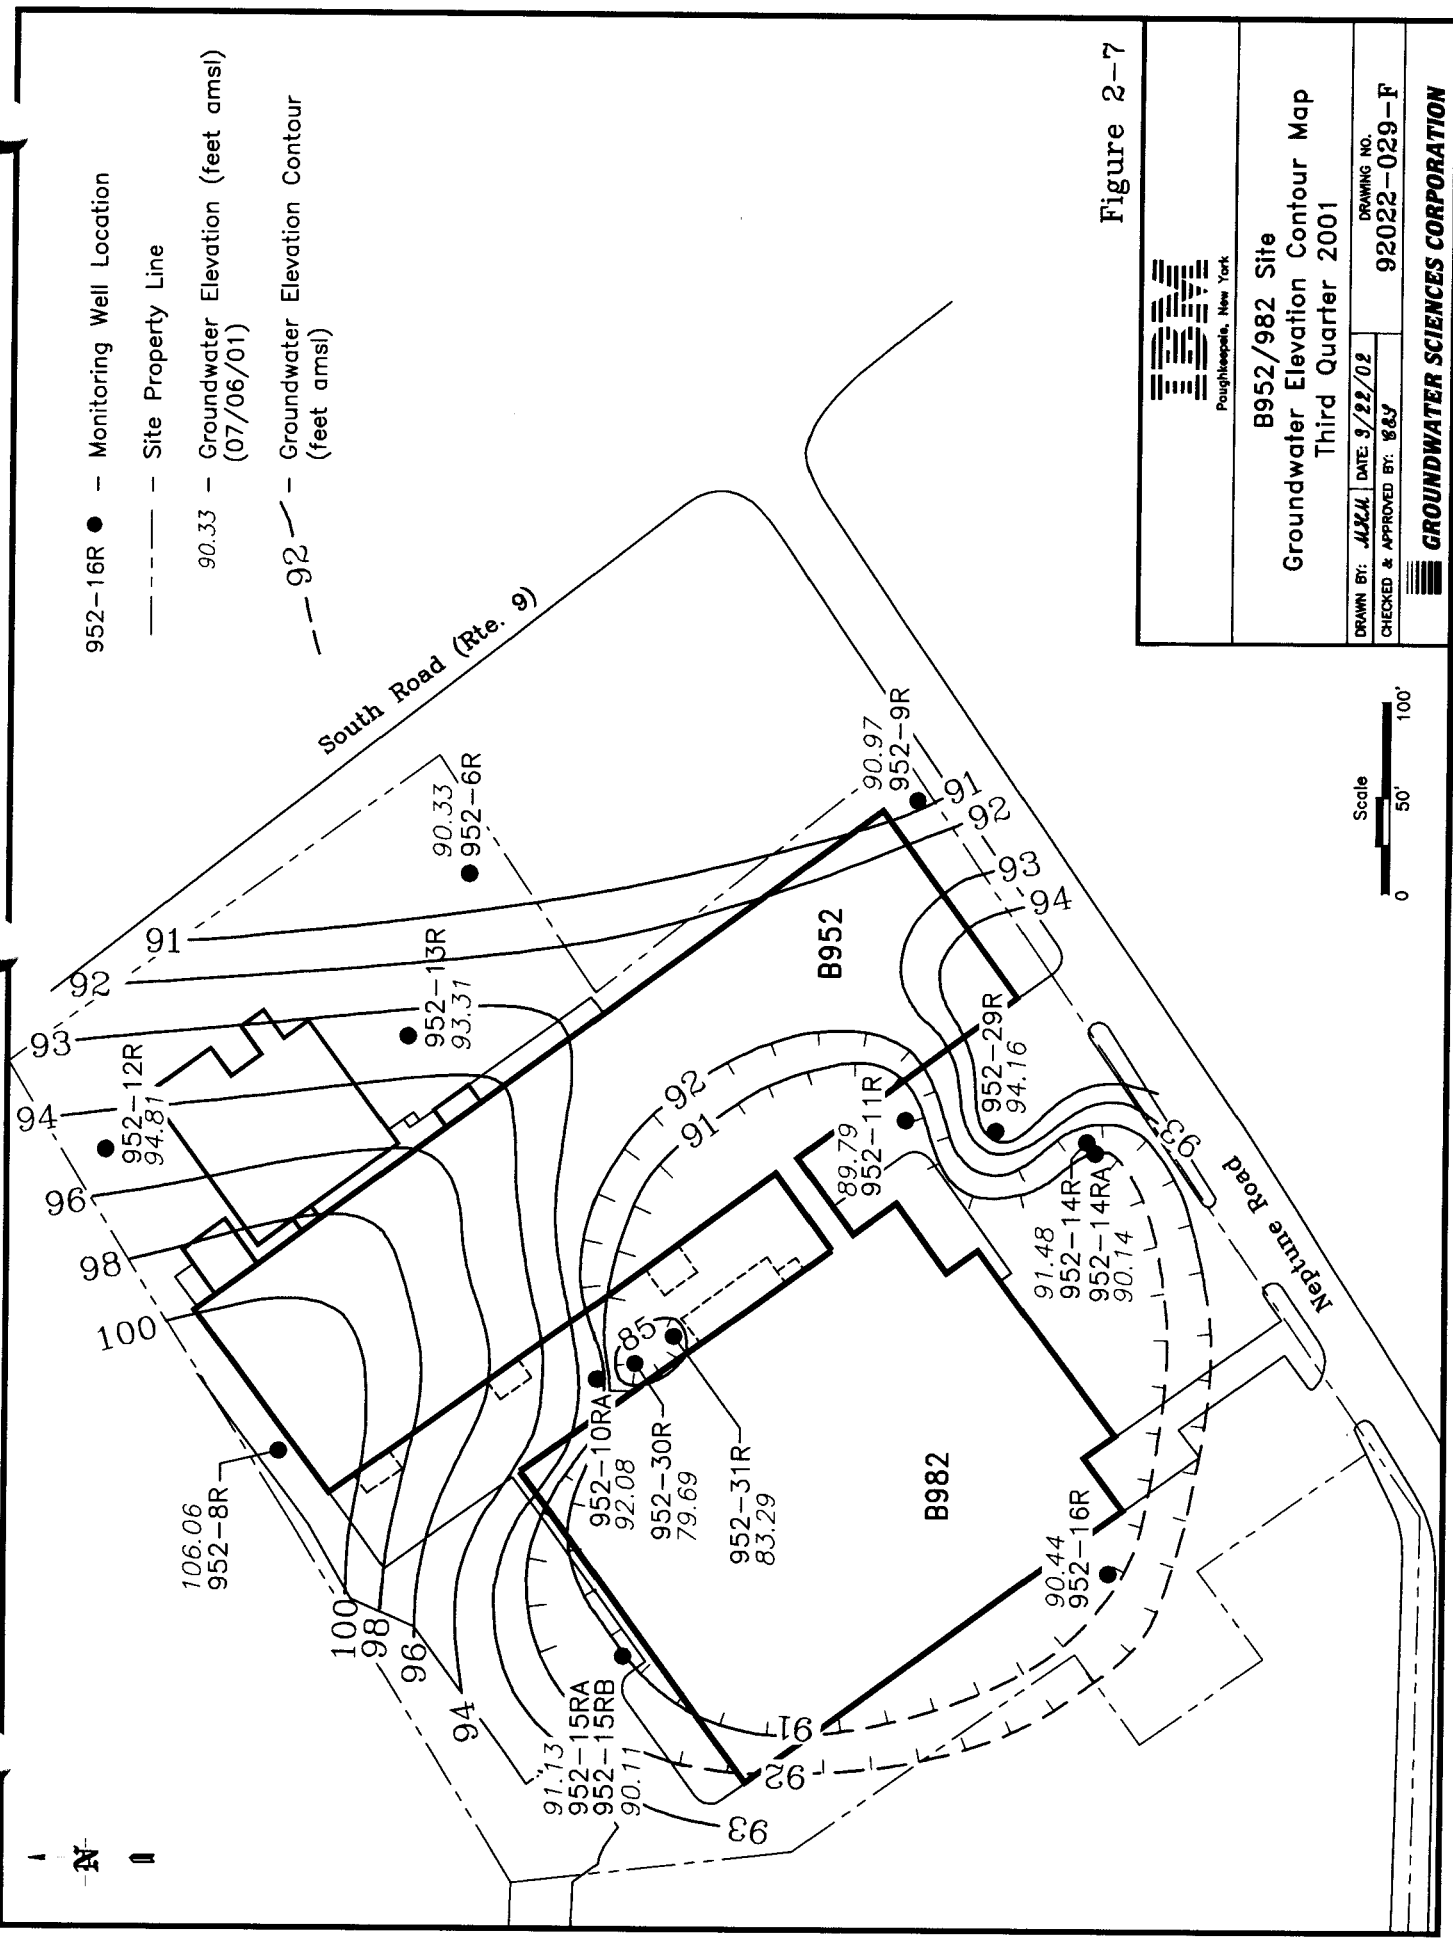 952-16R ● - Monitoring Well Location
- Site Property Line
90.33 - Groundwater Elevation (feet amsl)
(07/06/01)
92 - Groundwater Elevation Contour
(feet amsl)
N
South Road (Rte. 9)
Neptune Road
B952
B982
106.06
952-8R
952-12R
94.81
952-13R
93.31
90.33
952-6R
90.97
952-9R
952-29R
94.16
89.79
952-11R
91.48
952-14R
952-14RA
90.14
952-10RA
92.08
952-30R
79.69
952-31R
83.29
91.13
952-15RA
952-15RB
90.11
90.44
952-16R
100
98
96
94
93
92
91
100
98
96
94
93
92
91
92
91
85
91
92
93
94
93
Scale
0 50' 100'
Figure 2-7
IBM
Poughkeepsie, New York
B952/982 Site
Groundwater Elevation Contour Map
Third Quarter 2001
DRAWN BY: DATE: 3/22/02
CHECKED & APPROVED BY:
DRAWING NO.
92022-029-F
GROUNDWATER SCIENCES CORPORATION